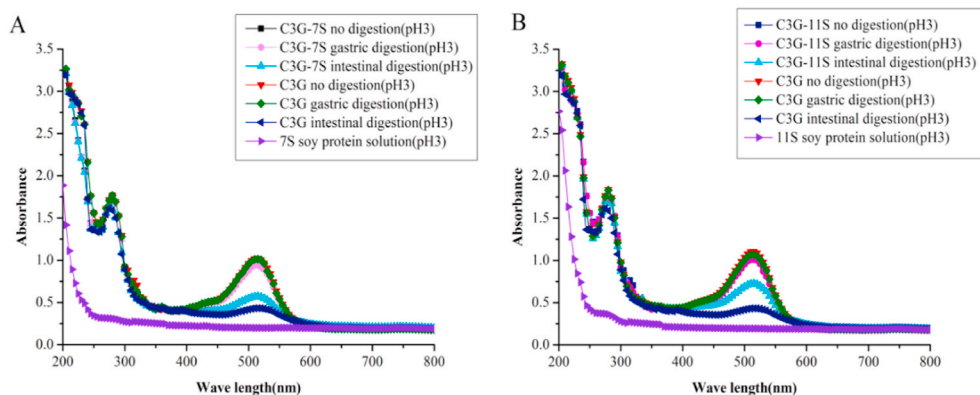 A
C3G-7S no digestion(pH3)
C3G-7S gastric digestion(pH3)
C3G-7S intestinal digestion(pH3)
C3G no digestion(pH3)
C3G gastric digestion(pH3)
C3G intestinal digestion(pH3)
7S soy protein solution(pH3)
3.5
3.0
2.5
2.0
1.5
1.0
0.5
0.0
Absorbance
200 300 400 500 600 700 800
Wave length(nm)
B
C3G-11S no digestion(pH3)
C3G-11S gastric digestion(pH3)
C3G-11S intestinal digestion(pH3)
C3G no digestion(pH3)
C3G gastric digestion(pH3)
C3G intestinal digestion(pH3)
11S soy protein solution(pH3)
3.5
3.0
2.5
2.0
1.5
1.0
0.5
0.0
Absorbance
200 300 400 500 600 700 800
Wave length(nm)